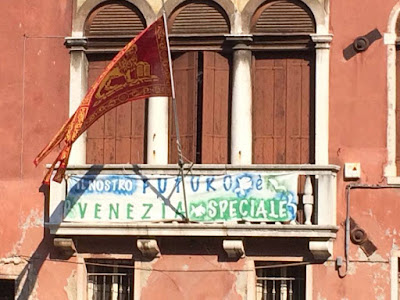 IL NOSTRO FUTURO è
VENEZIA SPECIALE